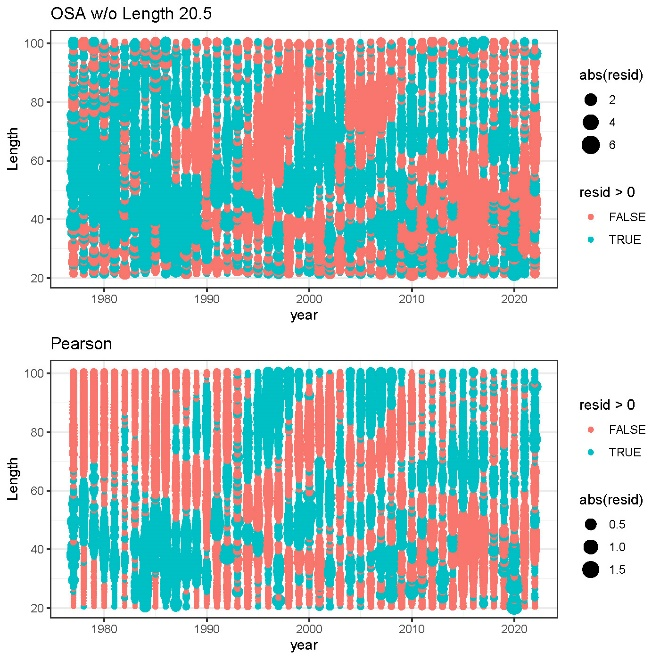 OSA w/o Length 20.5
100
80
60
40
20
Length
1980
1990
2000
2010
2020
year
abs(resid)
2
4
6
resid > 0
FALSE
TRUE
Pearson
100
80
60
40
20
Length
1980
1990
2000
2010
2020
year
resid > 0
FALSE
TRUE
abs(resid)
0.5
1.0
1.5